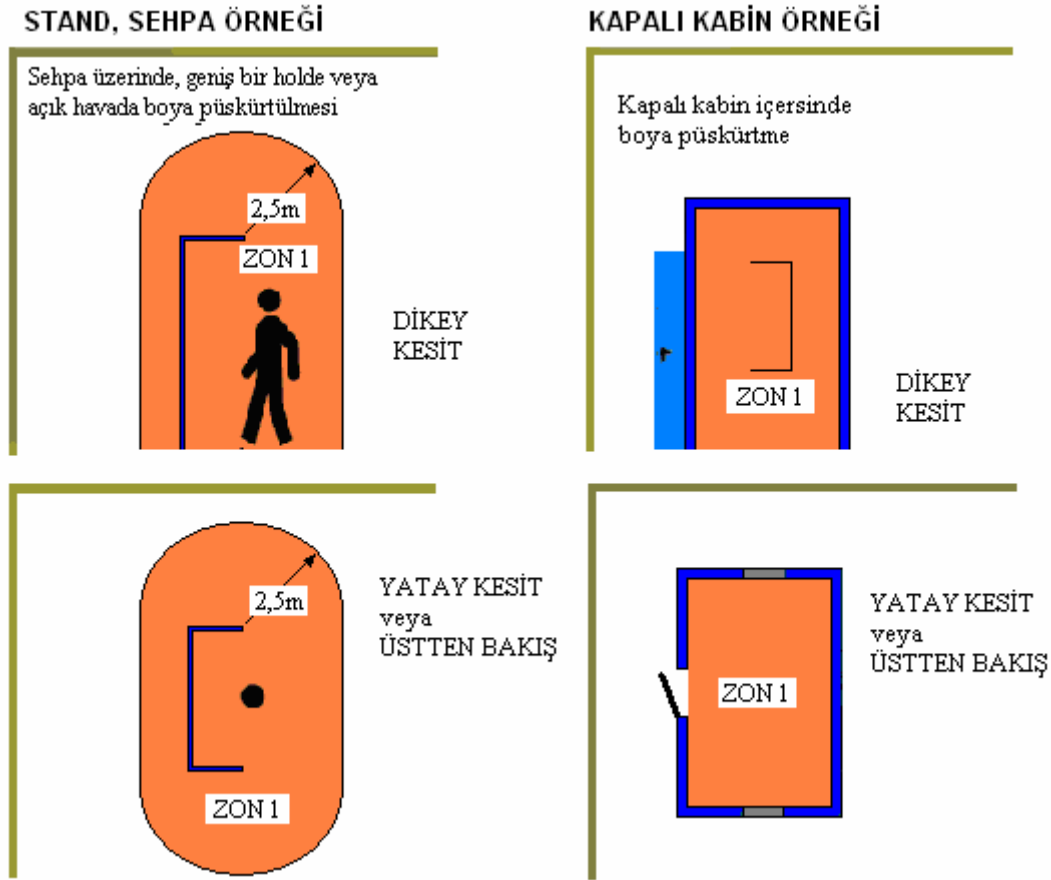 STAND, SEHPA ÖRNEĞİ
Sehpa üzerinde, geniş bir holde veya
açık havada boya püskürtülmesi
2,5m
ZON 1
DİKEY
KESİT
2,5m
YATAY KESİT
veya
ÜSTTEN BAKIŞ
ZON 1
KAPALI KABİN ÖRNEĞİ
Kapalı kabin içersinde
boya püskürtme
ZON 1
DİKEY
KESİT
YATAY KESİT
veya
ÜSTTEN BAKIŞ
ZON 1